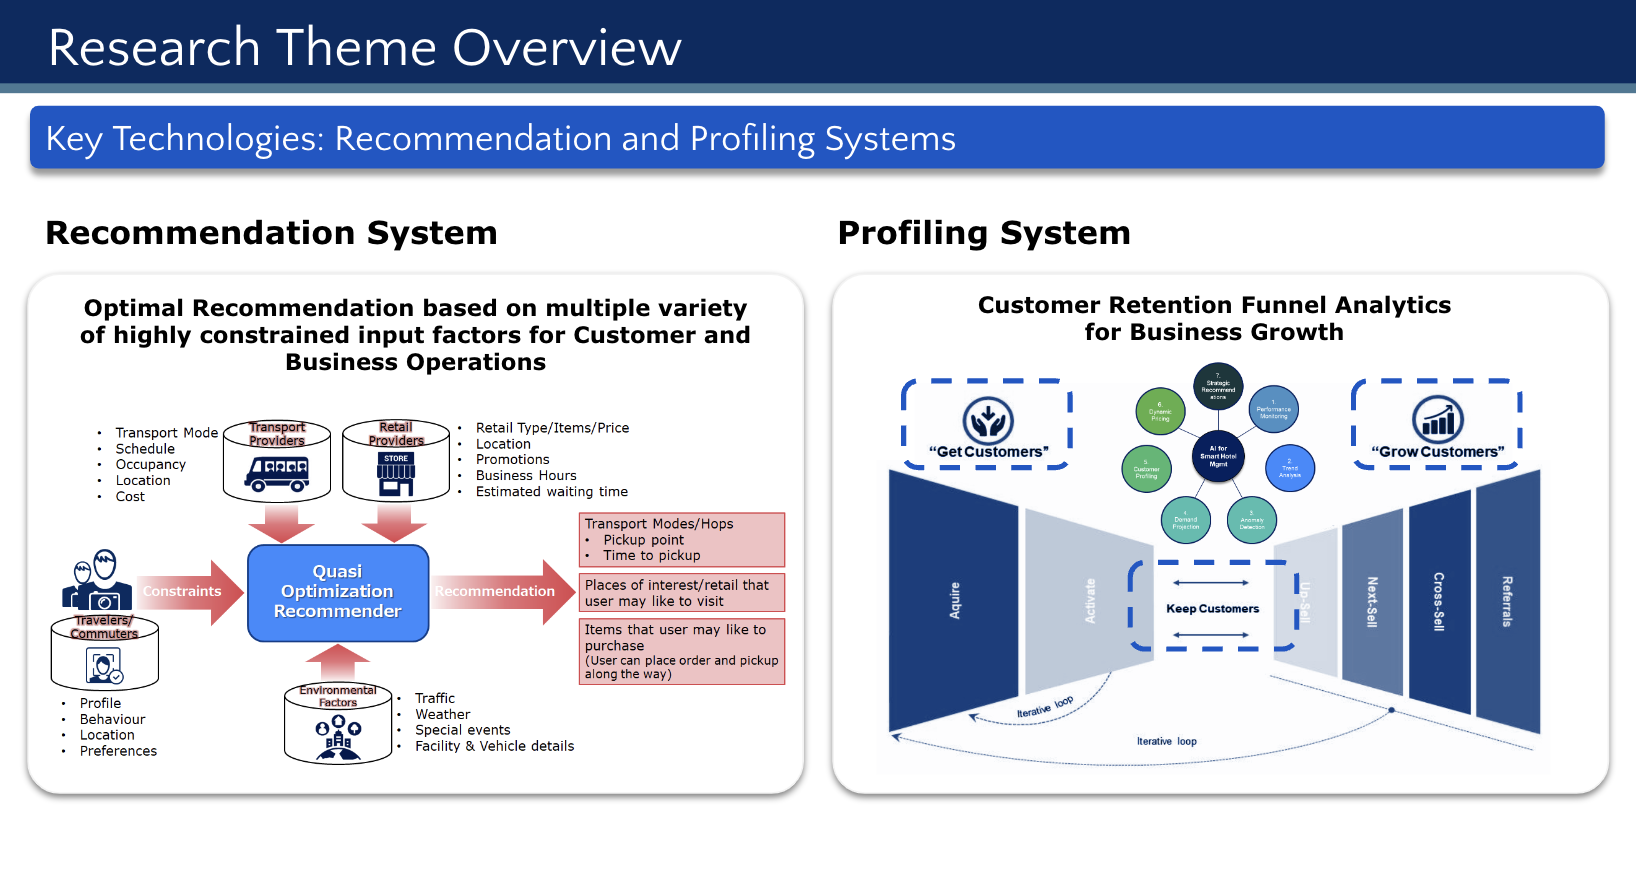 Research Theme Overview
Key Technologies: Recommendation and Profiling Systems
Recommendation System
Optimal Recommendation based on multiple variety
of highly constrained input factors for Customer and
Business Operations
• Transport Mode
• Schedule
• Occupancy
• Location
• Cost
Transport
Providers
Retail
Providers
STORE
• Retail Type/Items/Price
• Location
• Promotions
• Business Hours
• Estimated waiting time
Constraints
Travelers/
Commuters
• Profile
• Behaviour
• Location
• Preferences
Quasi
Optimization
Recommender
Recommendation
Transport Modes/Hops
• Pickup point
• Time to pickup
Places of interest/retail that
user may like to visit
Items that user may like to
purchase
(User can place order and pickup
along the way)
Environmental
Factors
• Traffic
• Weather
• Special events
• Facility & Vehicle details
Profiling System
Customer Retention Funnel Analytics
for Business Growth
“Get Customers”
7.
Strategic
Recommend
ations
6.
Dynamic
Pricing
1.
Performance
Monitoring
AI for
Smart Hotel
Mgmt
5.
Customer
Profiling
2.
Trend
Analysis
4.
Demand
Projection
3.
Anomaly
Detection
“Grow Customers”
Aquire
Activate
Keep Customers
Up-Sell
Next-Sell
Cross-Sell
Referrals
Iterative loop
Iterative loop